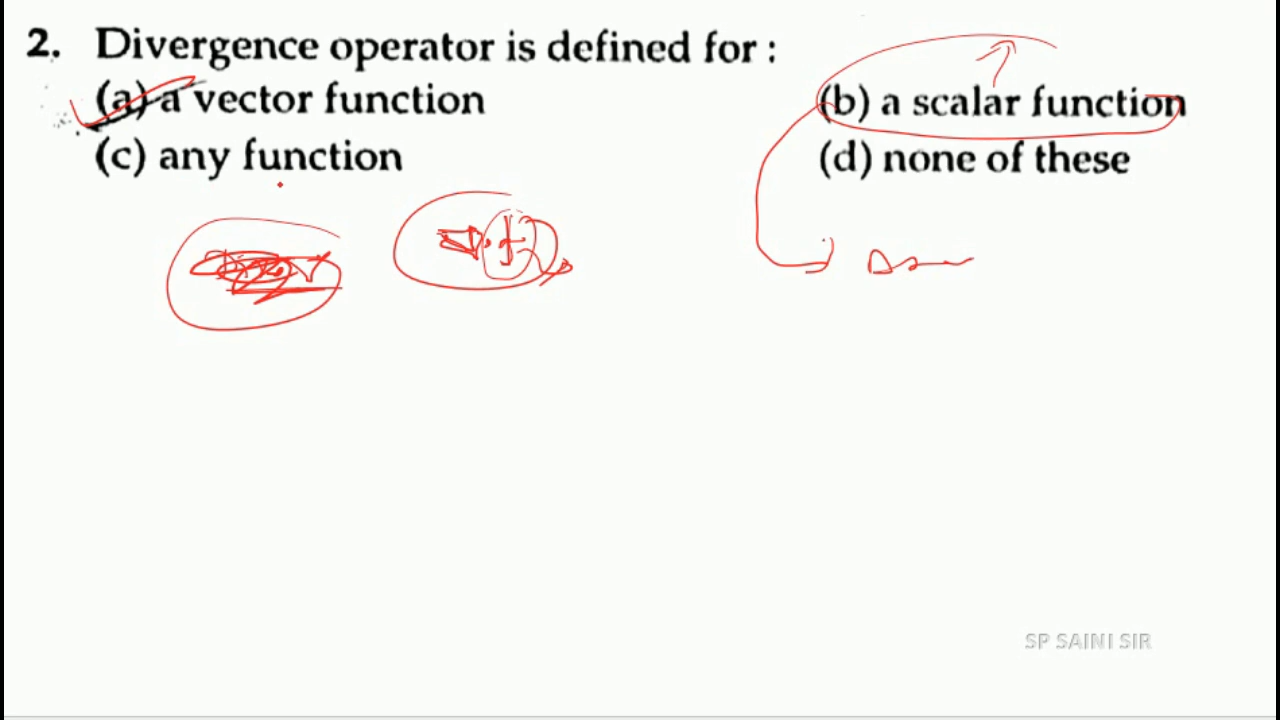 2. Divergence operator is defined for :
(a) a vector function (b) a scalar function
(c) any function (d) none of these
∇ . f
SP SAINI SIR